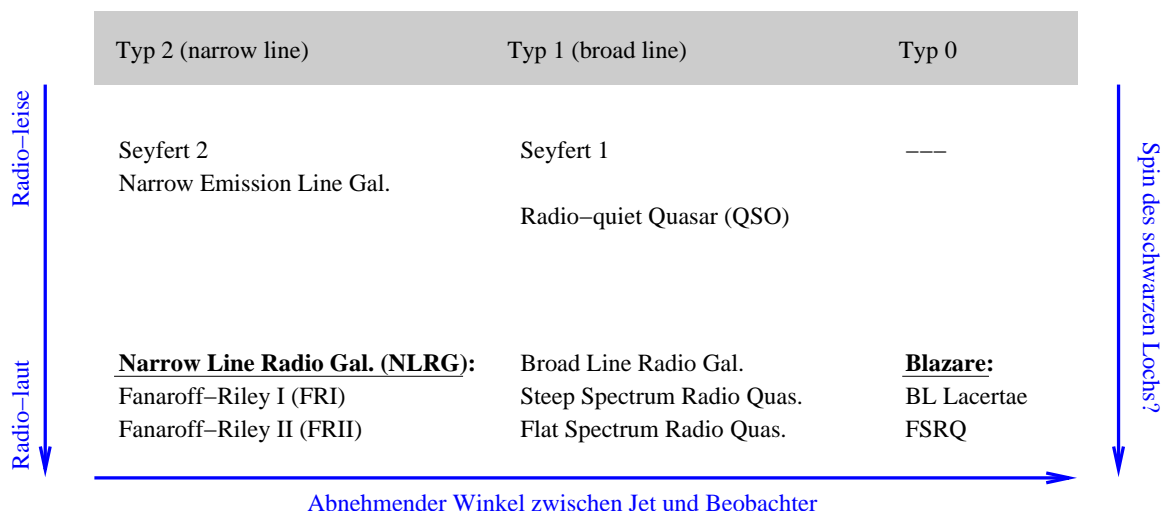 Typ 2 (narrow line) Typ 1 (broad line) Typ 0
Radio−leise
Seyfert 2 Seyfert 1 −−−
Narrow Emission Line Gal.
Radio−quiet Quasar (QSO)
Spin des schwarzen Lochs?
Radio−laut
Narrow Line Radio Gal. (NLRG): Broad Line Radio Gal. Blazare:
Fanaroff−Riley I (FRI) Steep Spectrum Radio Quas. BL Lacertae
Fanaroff−Riley II (FRII) Flat Spectrum Radio Quas. FSRQ
Abnehmender Winkel zwischen Jet und Beobachter